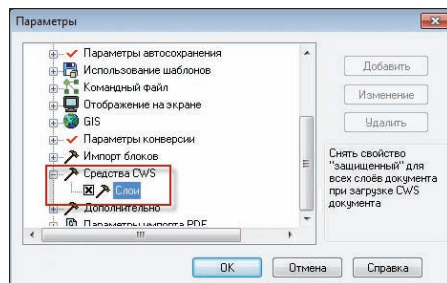 Параметры
Параметры автосохранения
Использование шаблонов
Командный файл
Отображение на экране
GIS
Параметры конверсии
Импорт блоков
Средства CWS
Слои
Дополнительно
Параметры импорта PDF
Добавить
Изменение
Удалить
Снять свойство
"защищенный" для
всех слоёв документа
при загрузке CWS
документа
OK
Отмена
Справка